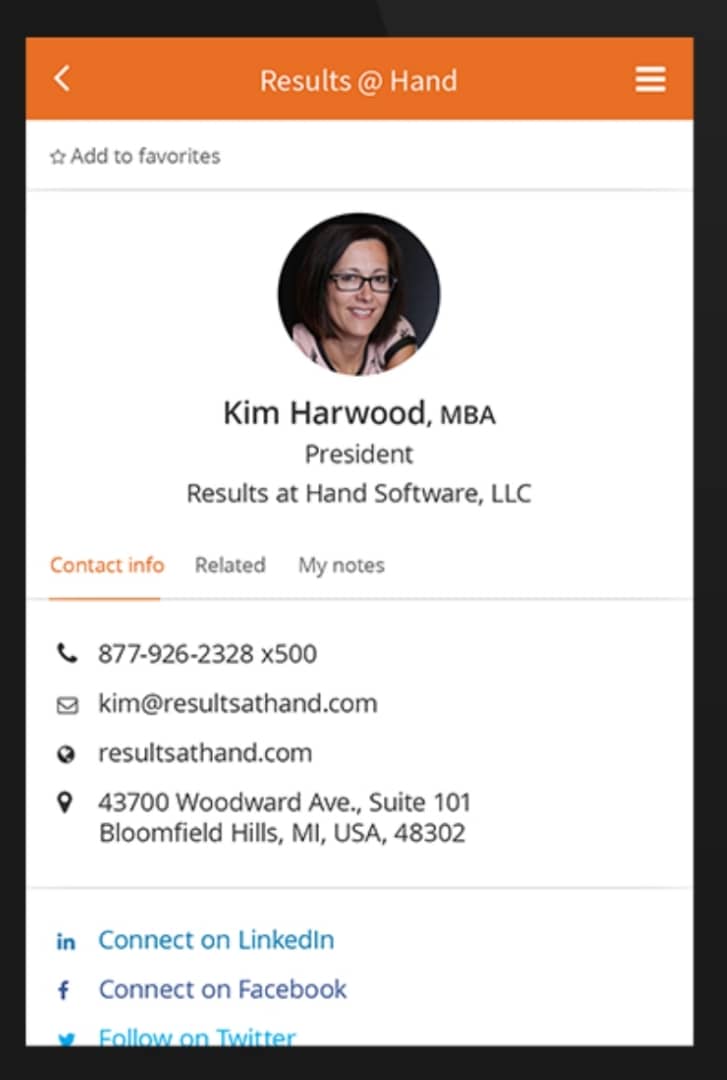 Results @ Hand
Add to favorites
Kim Harwood, MBA
President
Results at Hand Software, LLC
Contact info Related My notes
877-926-2328 x500
kim@resultsathand.com
resultsathand.com
43700 Woodward Ave., Suite 101
Bloomfield Hills, MI, USA, 48302
in Connect on LinkedIn
f Connect on Facebook
Follow on Twitter